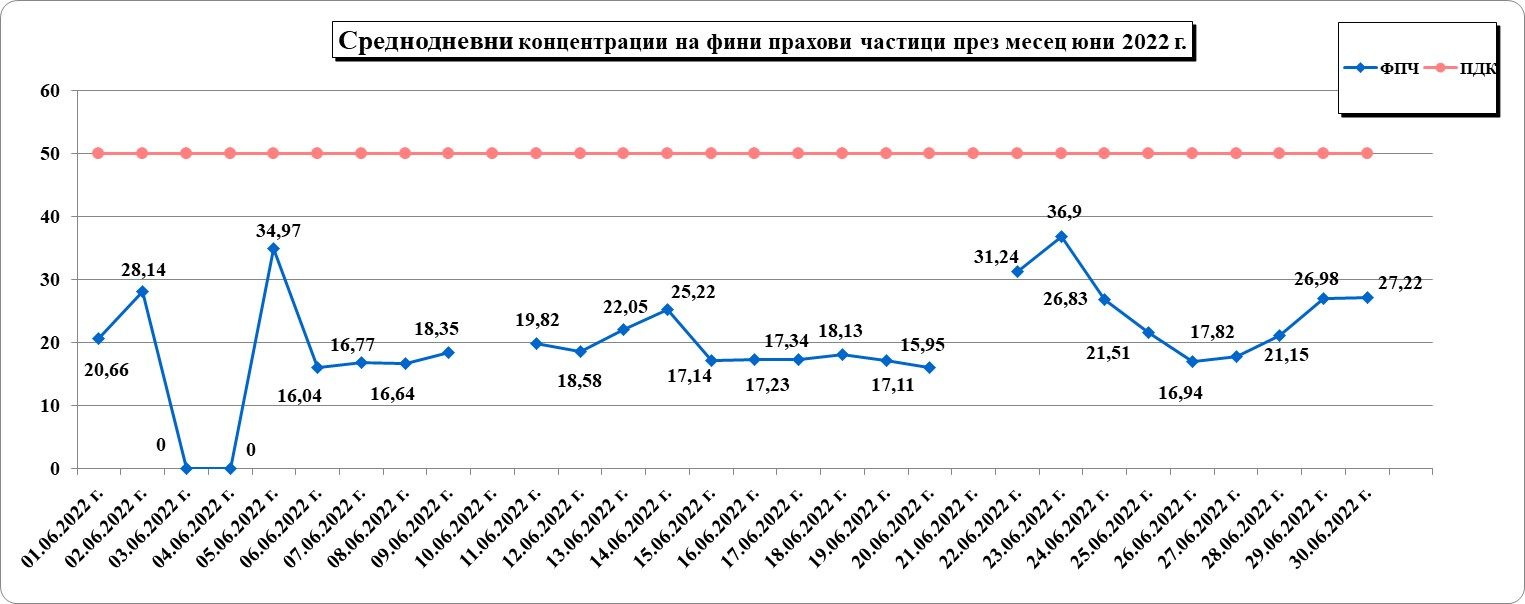 Среднодневни концентрации на фини прахови частици през месец юни 2022 г.
ФПЧ ПДК
60
50
40
30
20
10
0
20,66
28,14
0
0
34,97
16,04
16,77
16,64
18,35
19,82
18,58
22,05
25,22
17,14
17,23
17,34
18,13
17,11
15,95
31,24
36,9
26,83
21,51
16,94
17,82
21,15
26,98
27,22
01.06.2022 г.
02.06.2022 г.
03.06.2022 г.
04.06.2022 г.
05.06.2022 г.
06.06.2022 г.
07.06.2022 г.
08.06.2022 г.
09.06.2022 г.
10.06.2022 г.
11.06.2022 г.
12.06.2022 г.
13.06.2022 г.
14.06.2022 г.
15.06.2022 г.
16.06.2022 г.
17.06.2022 г.
18.06.2022 г.
19.06.2022 г.
20.06.2022 г.
21.06.2022 г.
22.06.2022 г.
23.06.2022 г.
24.06.2022 г.
25.06.2022 г.
26.06.2022 г.
27.06.2022 г.
28.06.2022 г.
29.06.2022 г.
30.06.2022 г.